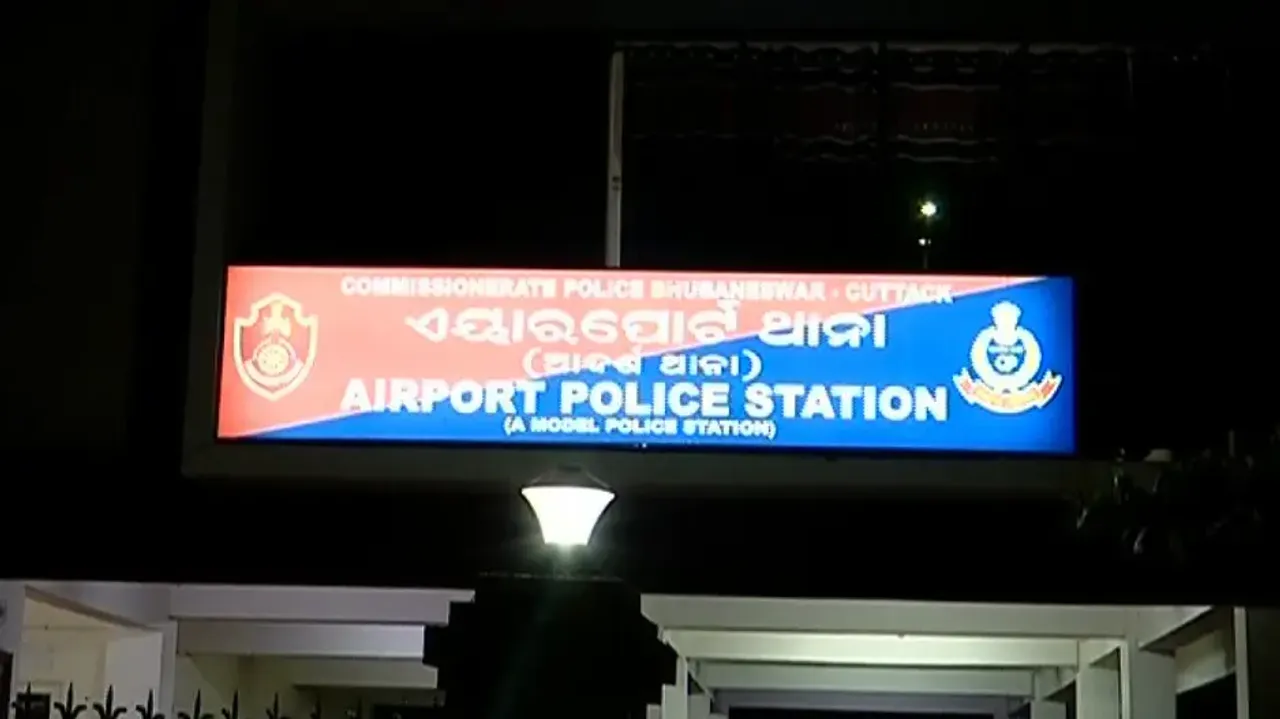 COMMISSIONERATE POLICE BHUBANESWAR - CUTTACK
ଏୟାରପୋର୍ଟ ଥାନା
(ଆଦର୍ଶ ଥାନା)
AIRPORT POLICE STATION
(A MODEL POLICE STATION)